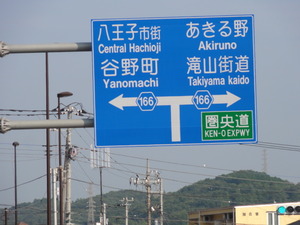 八王子市街
Central Hachioji
谷野町
Yanomachi
あきる野
Akiruno
滝山街道
Takiyama kaido
166
166
圏央道
KEN-O EXPWY